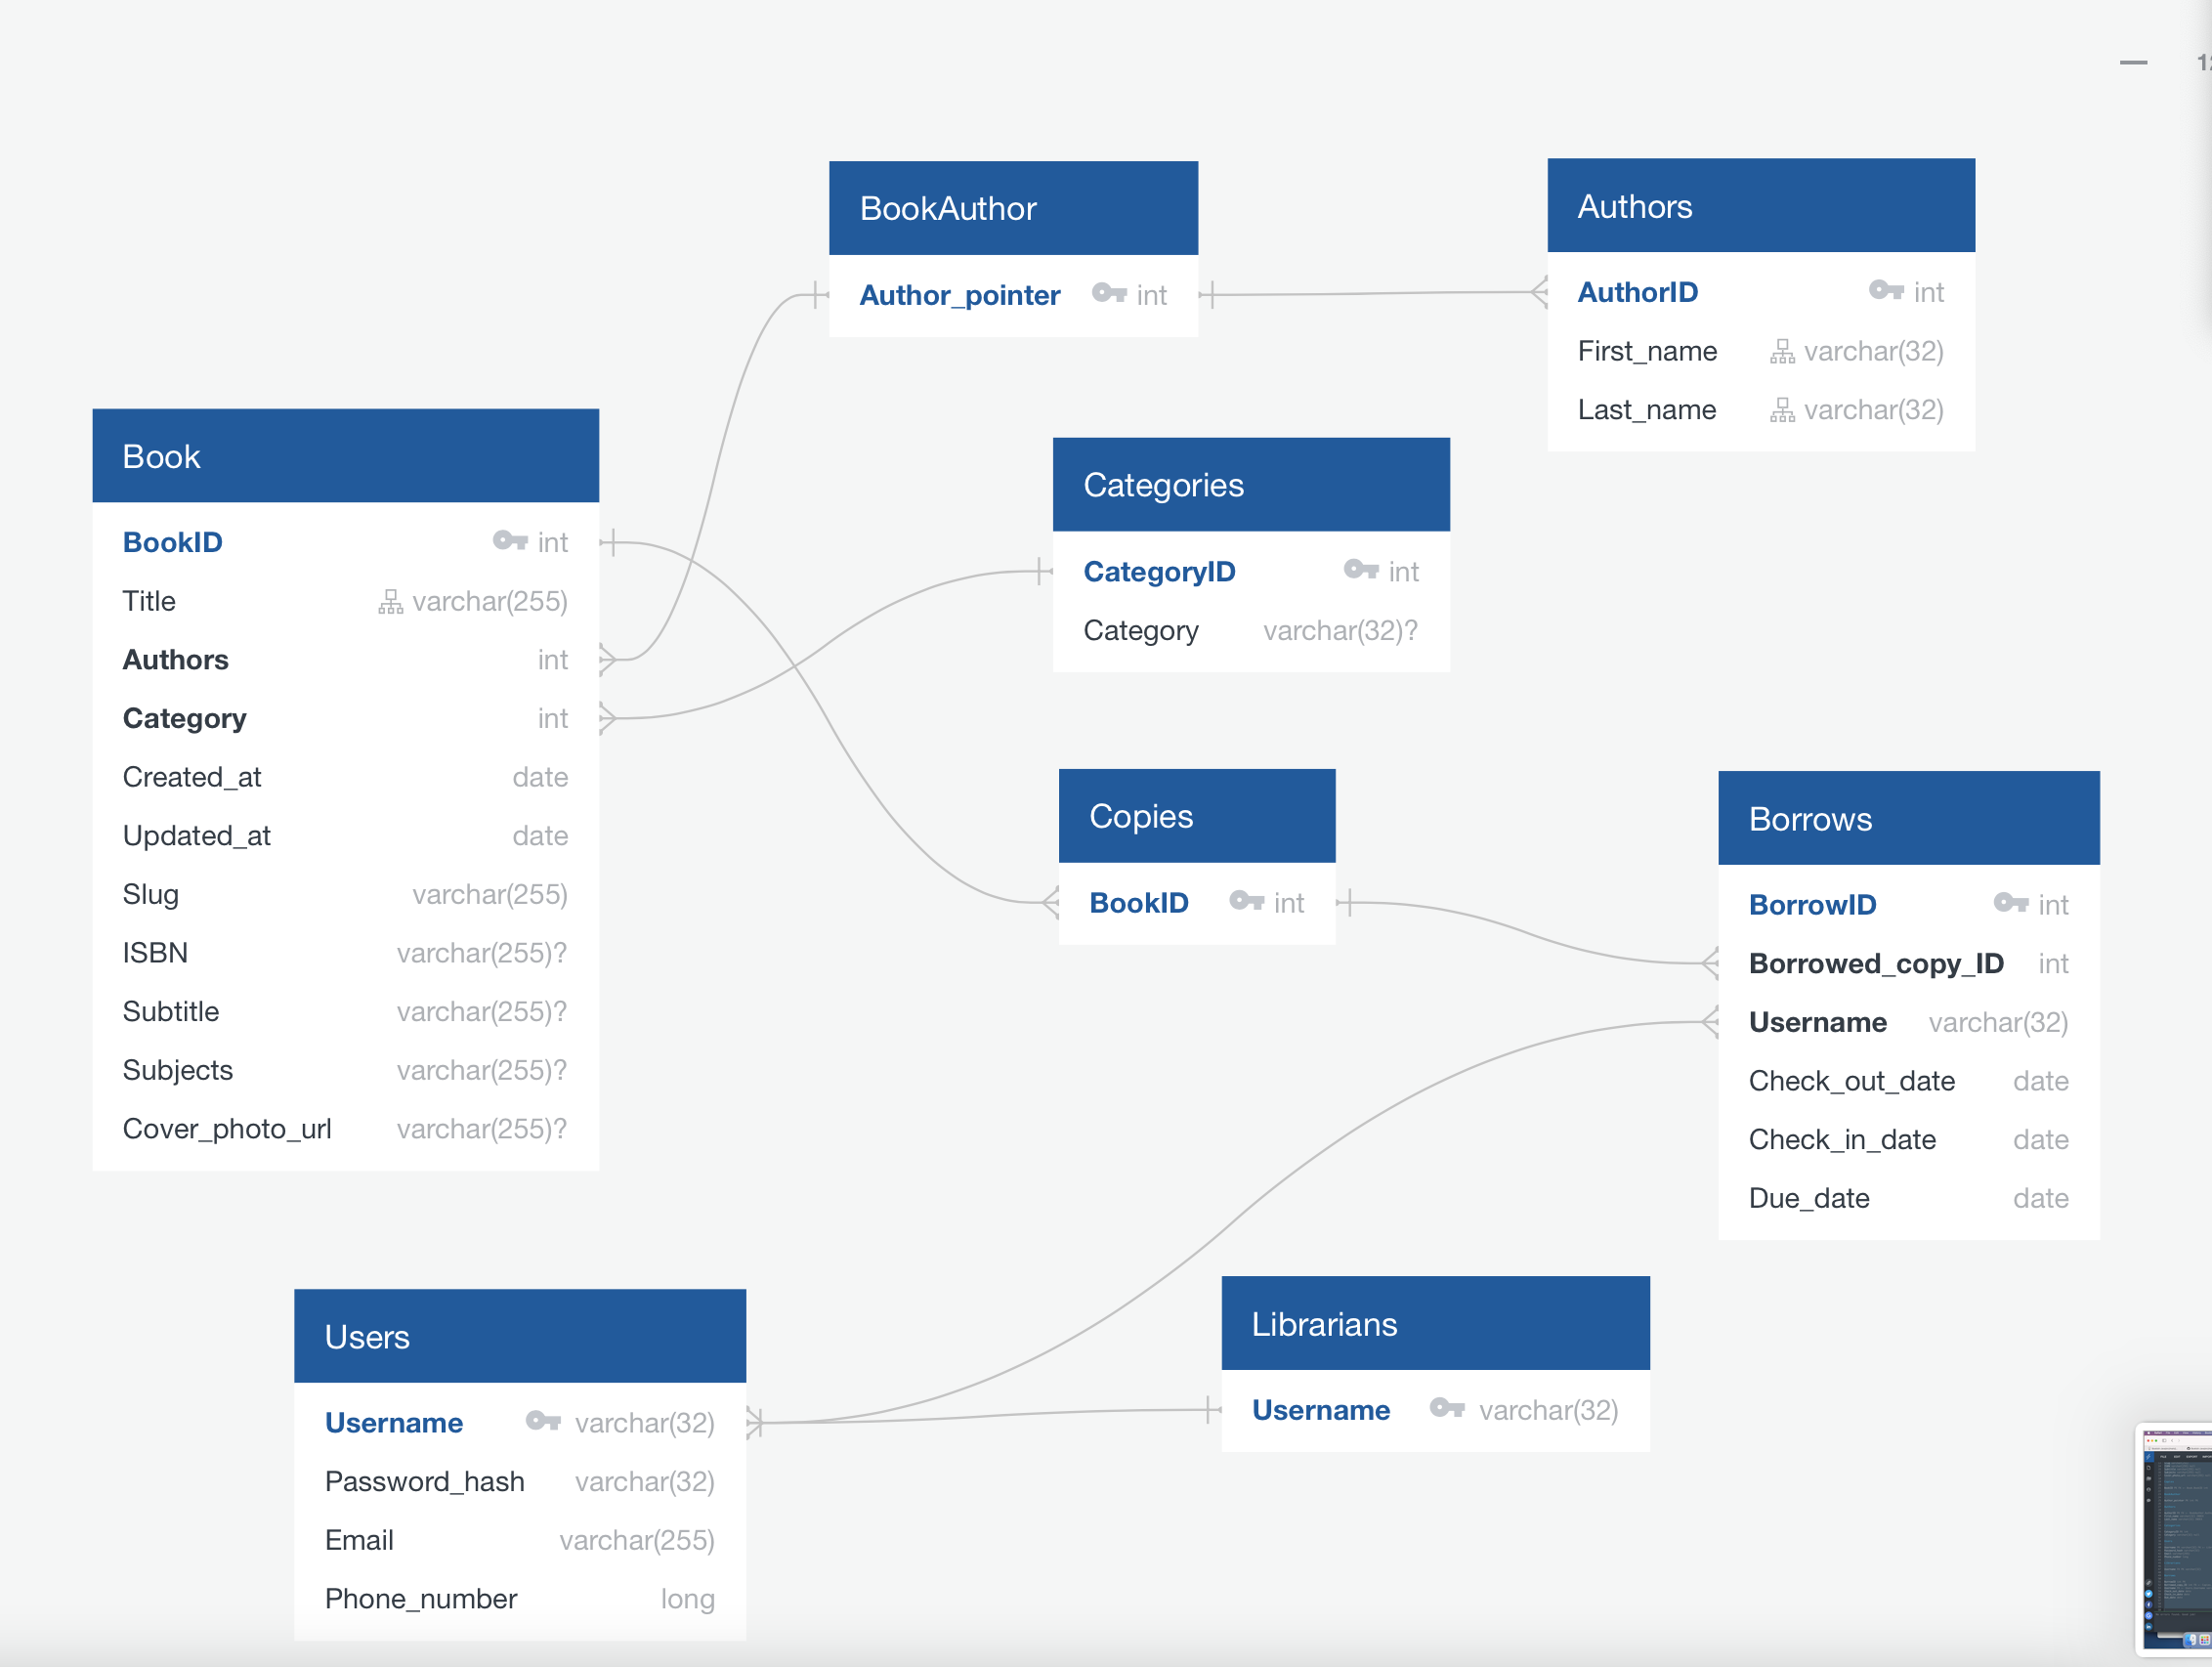 12
BookAuthor
Author_pointer int
Authors
AuthorID int
First_name varchar(32)
Last_name varchar(32)
Book
BookID int
Title varchar(255)
Authors int
Category int
Created_at date
Updated_at date
Slug varchar(255)
ISBN varchar(255)?
Subtitle varchar(255)?
Subjects varchar(255)?
Cover_photo_url varchar(255)?
Categories
CategoryID int
Category varchar(32)?
Copies
BookID int
Borrows
BorrowID int
Borrowed_copy_ID int
Username varchar(32)
Check_out_date date
Check_in_date date
Due_date date
Users
Username varchar(32)
Password_hash varchar(32)
Email varchar(255)
Phone_number long
Librarians
Username varchar(32)